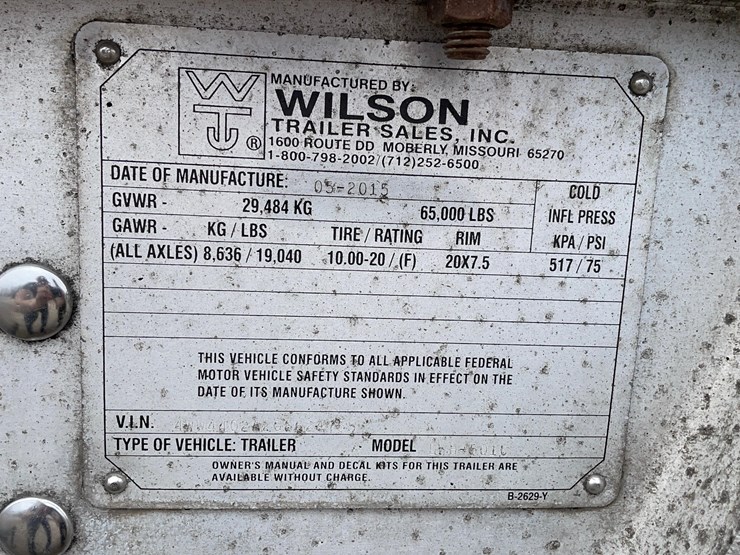 WT ®
MANUFACTURED BY:
WILSON
TRAILER SALES, INC.
1600 ROUTE DD MOBERLY, MISSOURI 65270
1-800-798-2002/(712)252-6500
DATE OF MANUFACTURE: 05-2015
COLD
GVWR - 29,484 KG 65,000 LBS INFL PRESS
GAWR - KG / LBS TIRE / RATING RIM KPA / PSI
(ALL AXLES) 8,636 / 19,040 10.00-20 / (F) 20X7.5 517 / 75
THIS VEHICLE CONFORMS TO ALL APPLICABLE FEDERAL
MOTOR VEHICLE SAFETY STANDARDS IN EFFECT ON THE
DATE OF ITS MANUFACTURE SHOWN.
V.I.N.
TYPE OF VEHICLE: TRAILER MODEL
OWNER'S MANUAL AND DECAL KITS FOR THIS TRAILER ARE
AVAILABLE WITHOUT CHARGE.
B-2629-Y